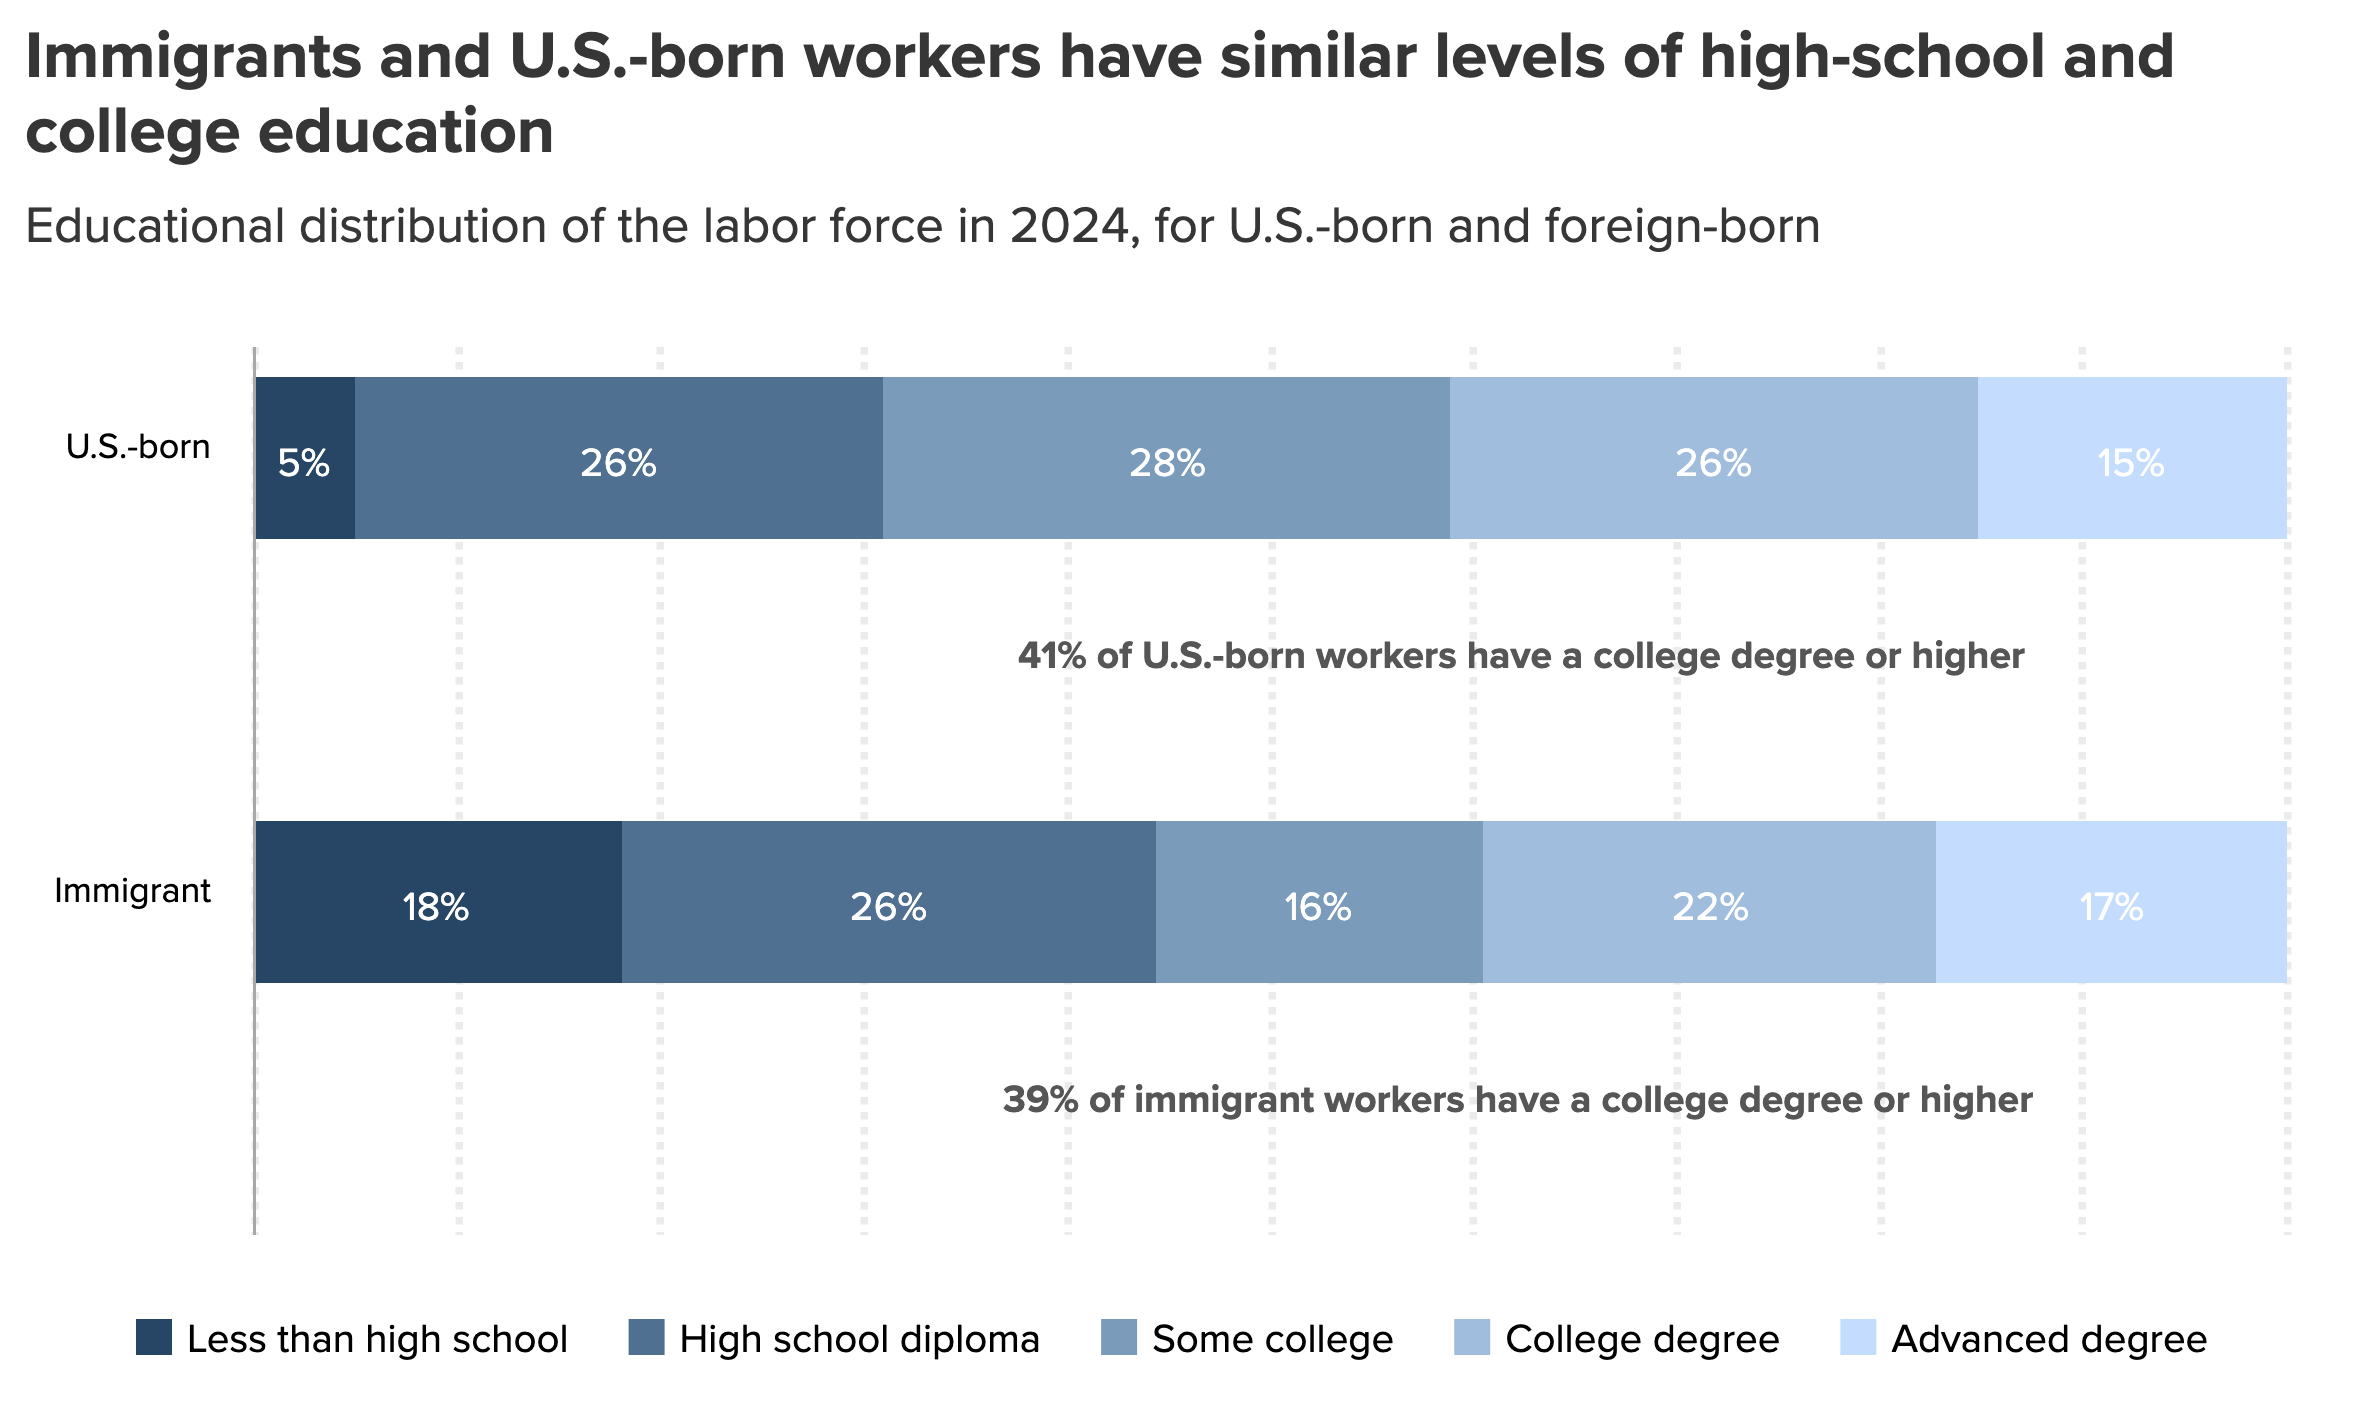 Immigrants and U.S.-born workers have similar levels of high-school and
college education
Educational distribution of the labor force in 2024, for U.S.-born and foreign-born
U.S.-born
5%
26%
28%
26%
15%
41% of U.S.-born workers have a college degree or higher
Immigrant
18%
26%
16%
22%
17%
39% of immigrant workers have a college degree or higher
Less than high school
High school diploma
Some college
College degree
Advanced degree